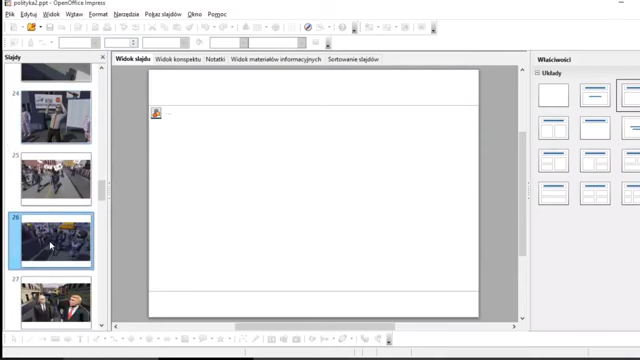 polityka2.ppt - OpenOffice Impress
Plik Edytuj Widok Wstaw Format Narzędzia Pokaz slajdów Okno Pomoc
Slajdy
Widok slajdu Widok konspektu Notatki Widok materiałów informacyjnych Sortowanie slajdów
Właściwości
Układy
24
25
26
27